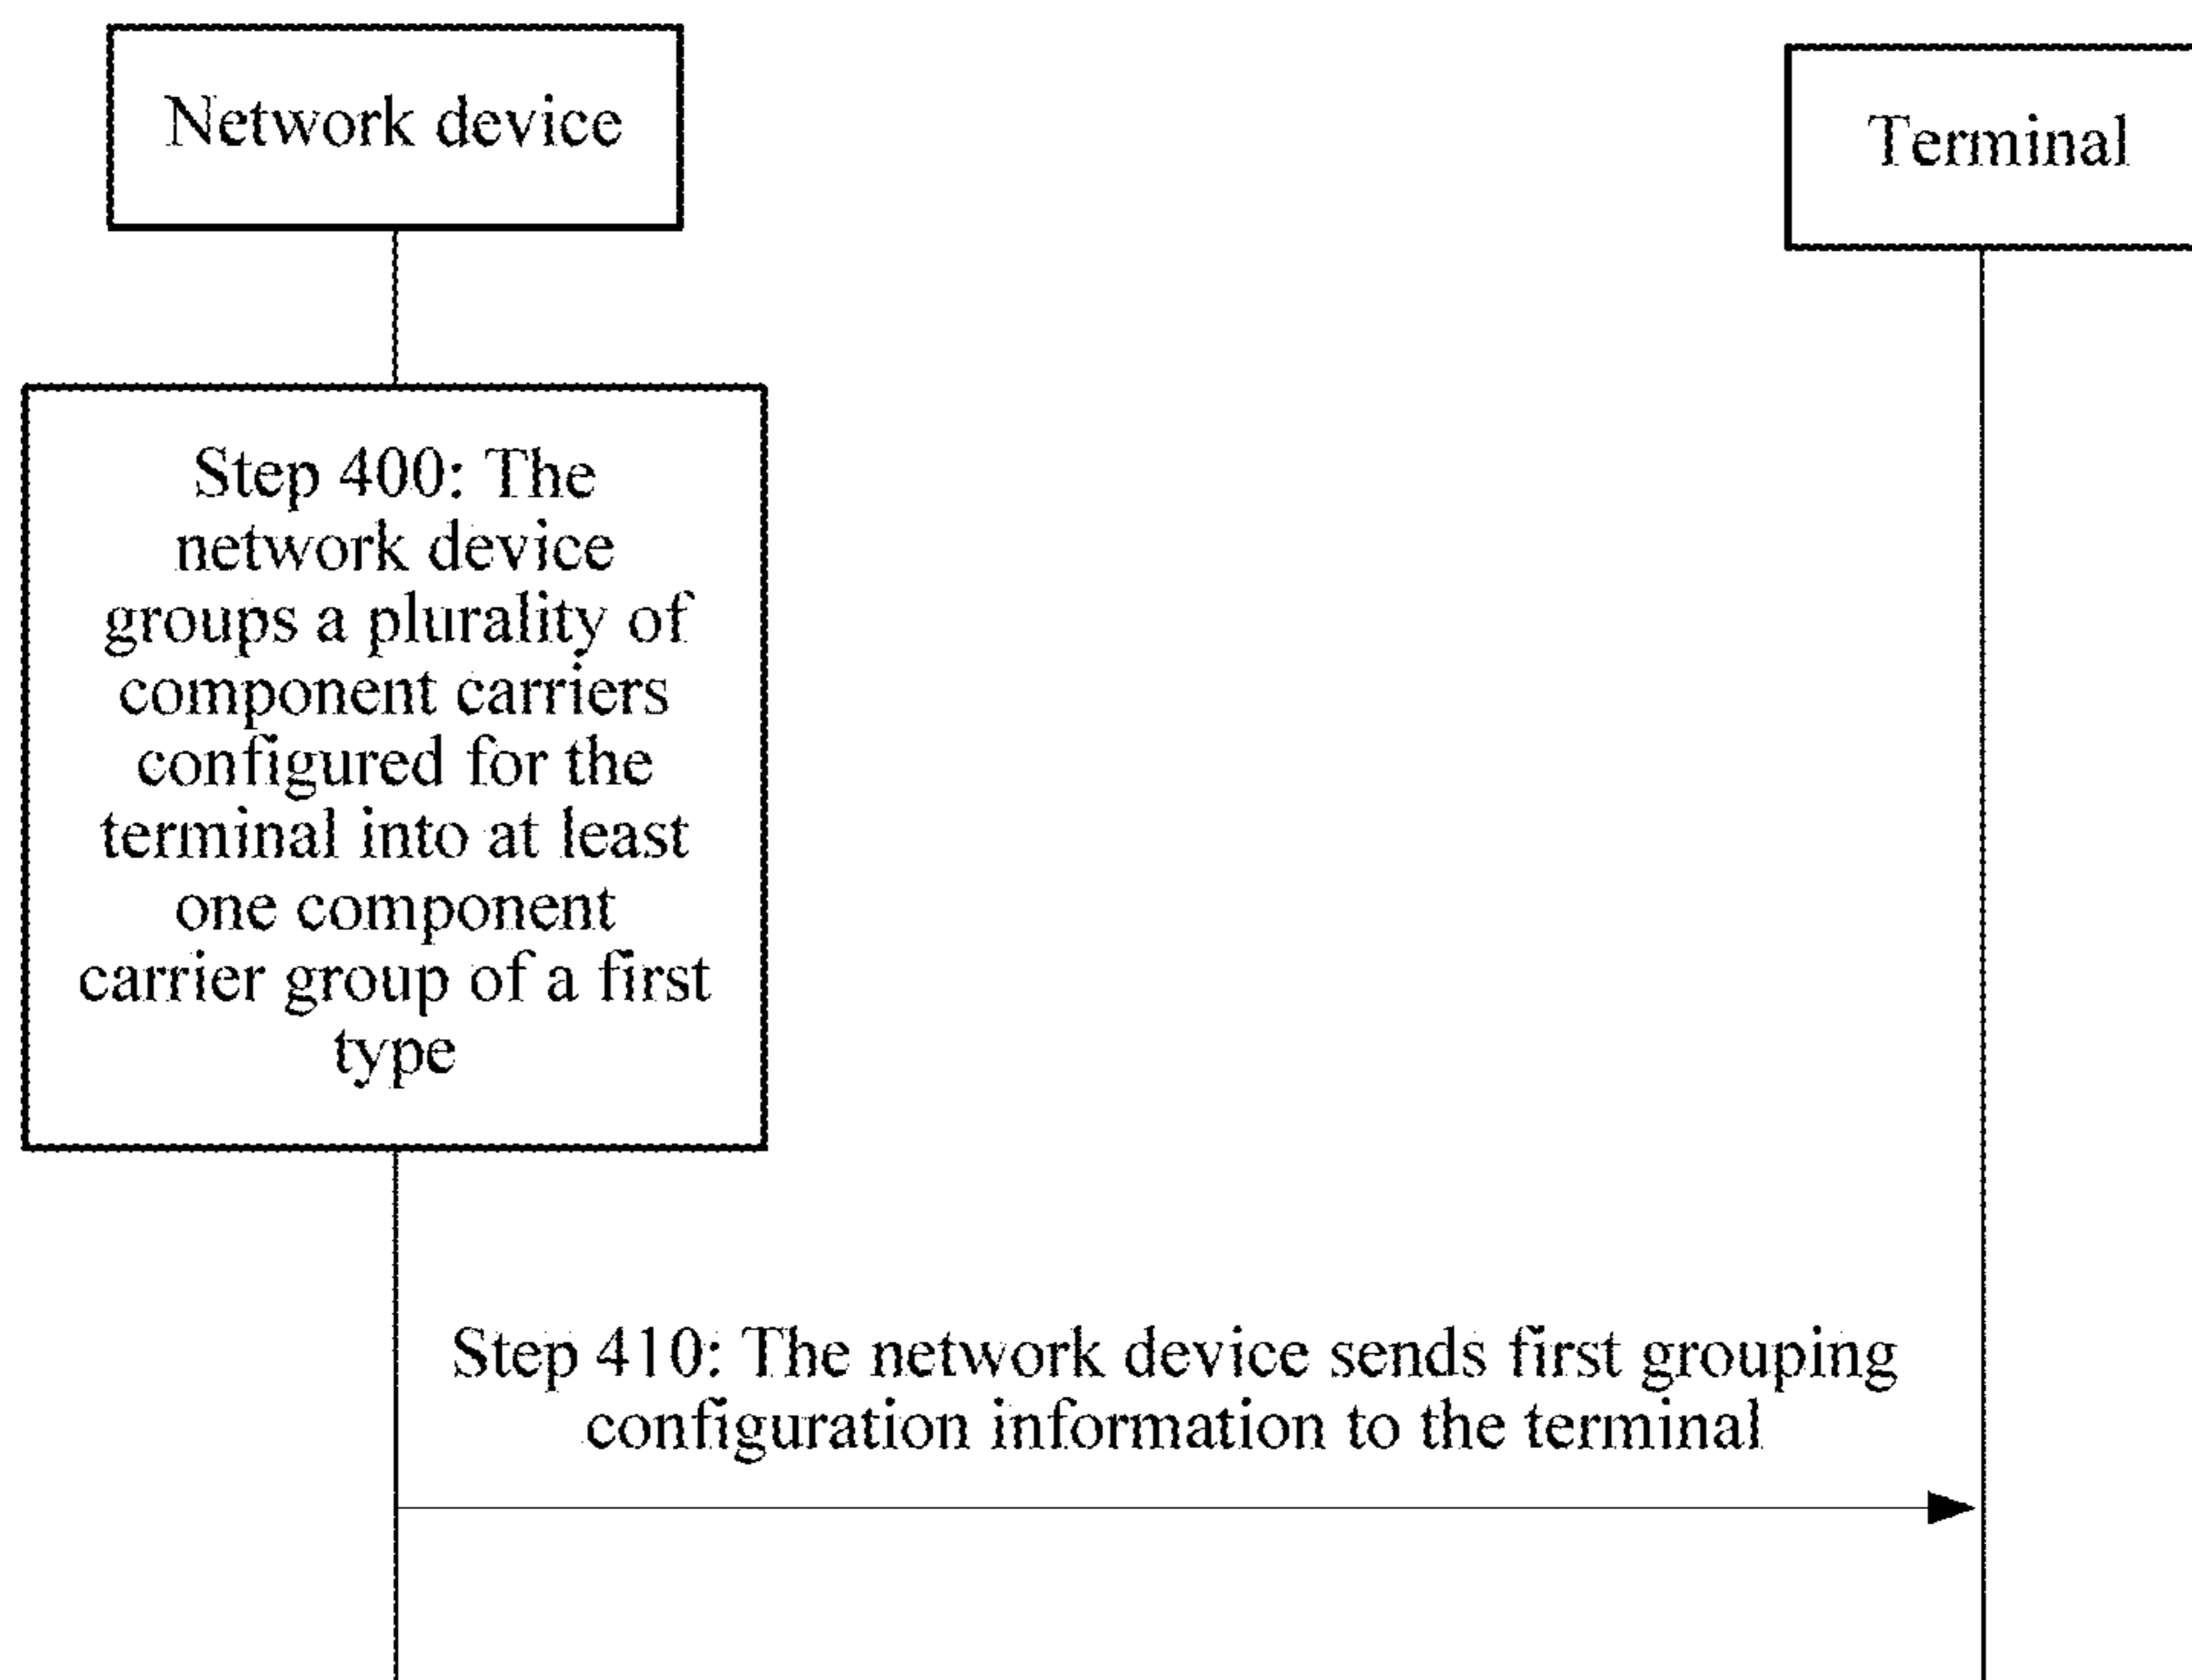 Network device
Terminal
Step 400: The
network device
groups a plurality of
component carriers
configured for the
terminal into at least
one component
carrier group of a first
type
Step 410: The network device sends first grouping
configuration information to the terminal